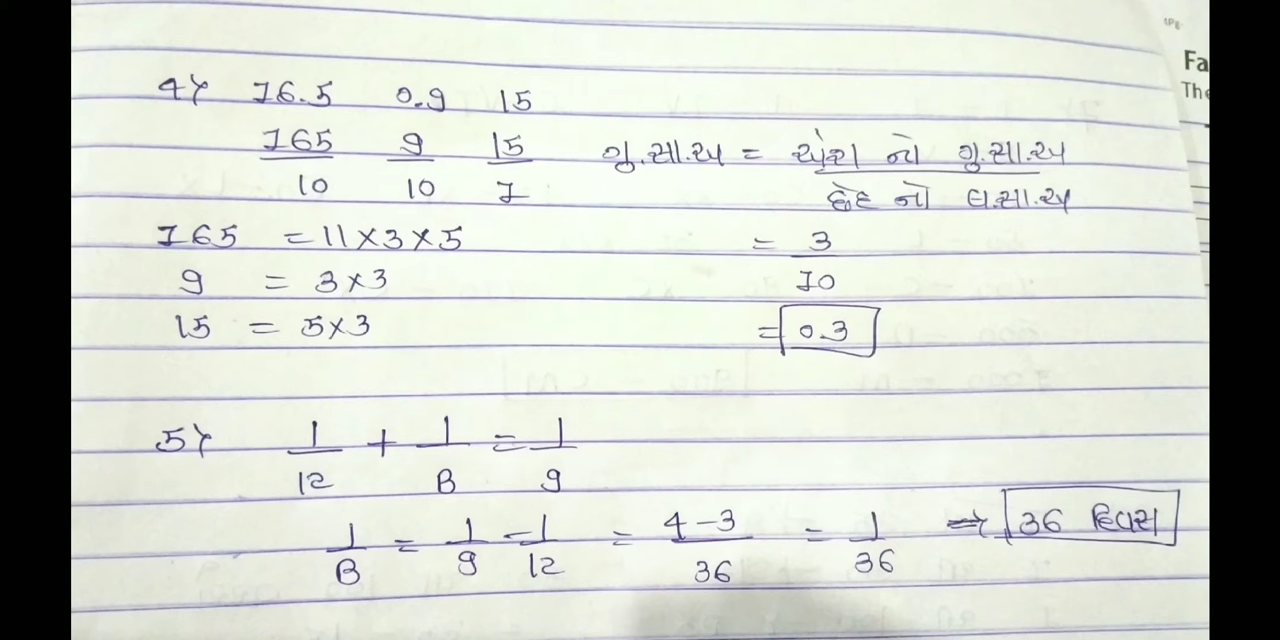 4) 16.5 0.9 15
165/10 9/10 15/1 ગુ.સા.અ = અંશ નો ગુ.સા.અ / છેદ નો લ.સા.અ
165 = 11 × 3 × 5 = 3/10
9 = 3 × 3
15 = 5 × 3 = 0.3
5) 1/12 + 1/B = 1/9
1/B = 1/9 - 1/12 = 4-3/36 = 1/36 ⇒ 36 દિવસ
Fa
The